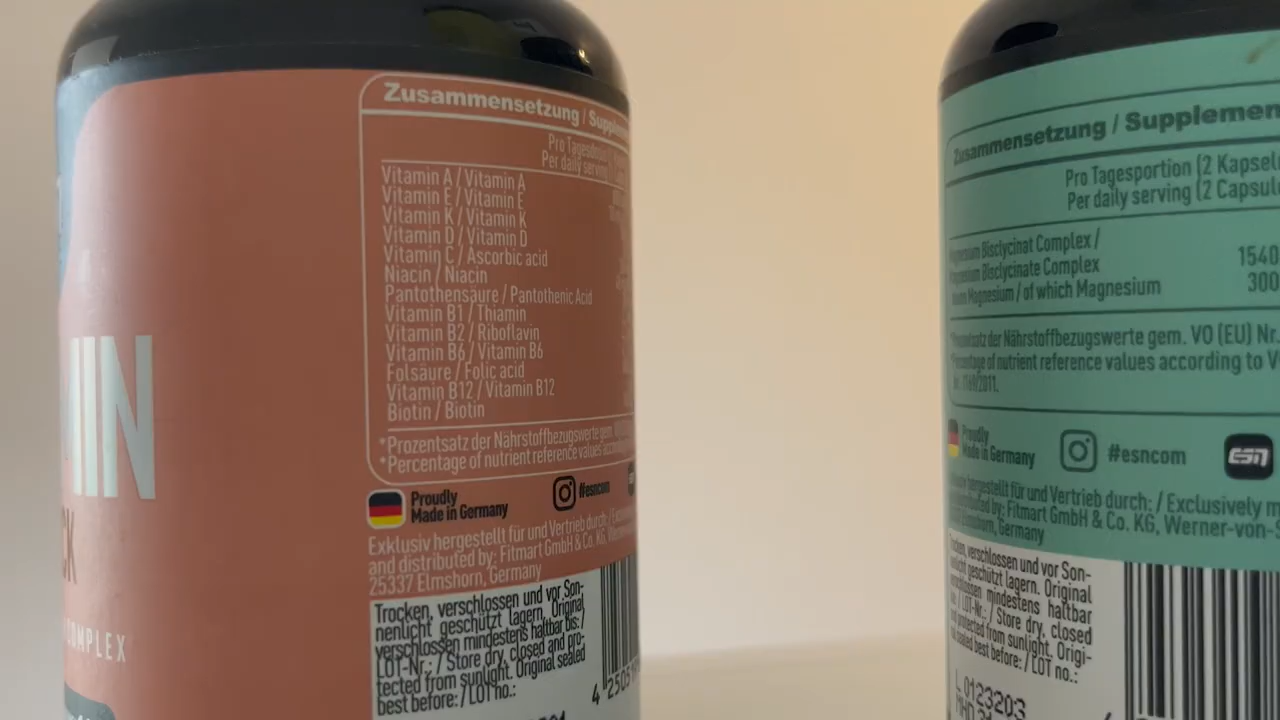 MIN
CK
COMPLEX
Zusammensetzung / Supplem
Pro Tagesdosis
Per daily serving
Vitamin A / Vitamin A
Vitamin E / Vitamin E
Vitamin K / Vitamin K
Vitamin D / Vitamin D
Vitamin C / Ascorbic acid
Niacin / Niacin
Pantothensäure / Pantothenic Acid
Vitamin B1 / Thiamin
Vitamin B2 / Riboflavin
Vitamin B6 / Vitamin B6
Folsäure / Folic acid
Vitamin B12 / Vitamin B12
Biotin / Biotin
*Prozentsatz der Nährstoffbezugswerte gem.
*Percentage of nutrient reference values
Proudly
Made in Germany
#esncom
Exklusiv hergestellt für und Vertrieb durch: /
and distributed by: Fitmart GmbH & Co. KG,
25337 Elmshorn, Germany
Trocken, verschlossen und vor Son-
nenlicht geschützt lagern. Original
verschlossen mindestens haltbar bis: /
LOT-Nr.: / Store dry, closed and pro-
tected from sunlight. Original sealed
best before: / LOT no.:
Zusammensetzung / Supplemen
Pro Tagesportion (2 Kapsel
Per daily serving (2 Capsul
Bisclycinat Complex /
Bisclycinate Complex 1540
Magnesium / of which Magnesium 300
der Nährstoffbezugswerte gem. VO (EU) Nr.
of nutrient reference values according to V
Proudly
Made in Germany
#esncom
ESN
hergestellt für und Vertrieb durch: / Exclusively m
by: Fitmart GmbH & Co. KG, Werner-von-S
Germany
verschlossen und vor Son-
geschützt lagern. Original
mindestens haltbar
/ LOT-Nr.: / Store dry, closed
protected from sunlight. Origi-
sealed best before: / LOT no.:
L 0123203